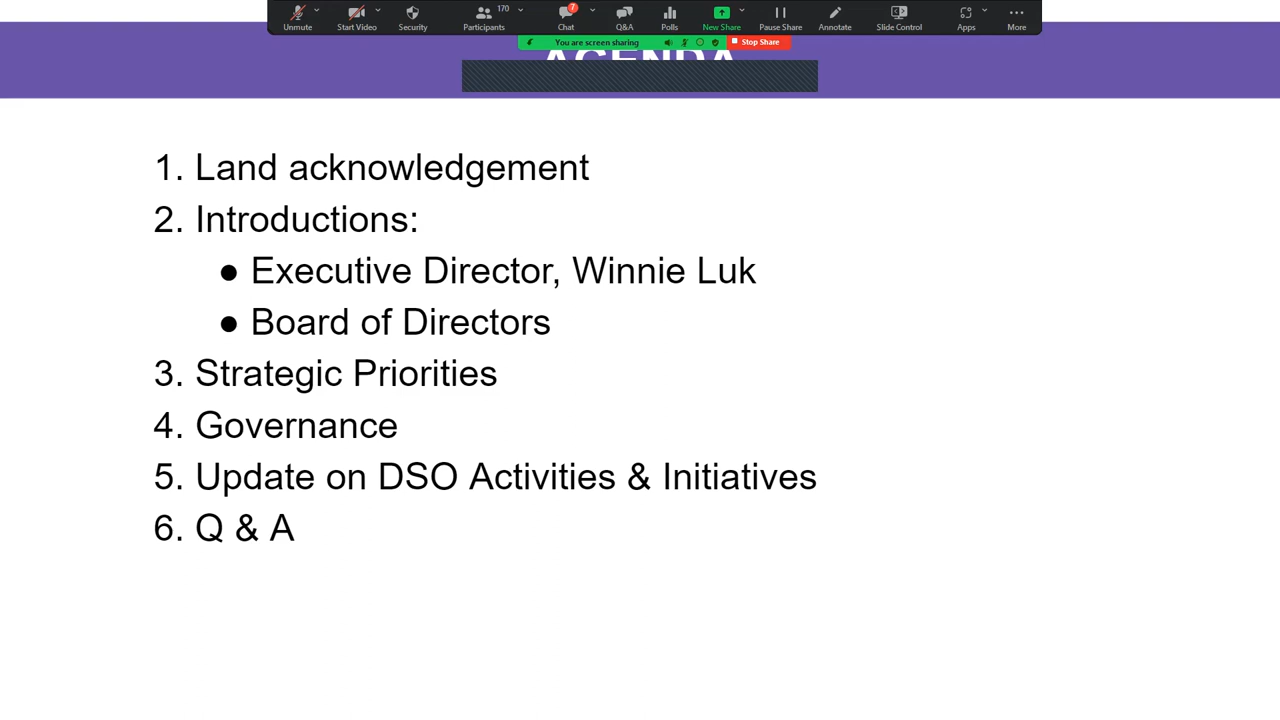 Unmute
Start Video
Security
Participants
170
Chat
7
Q&A
Polls
New Share
Pause Share
Annotate
Slide Control
Apps
More
You are screen sharing
Stop Share
AGENDA
1. Land acknowledgement
2. Introductions:
● Executive Director, Winnie Luk
● Board of Directors
3. Strategic Priorities
4. Governance
5. Update on DSO Activities & Initiatives
6. Q & A